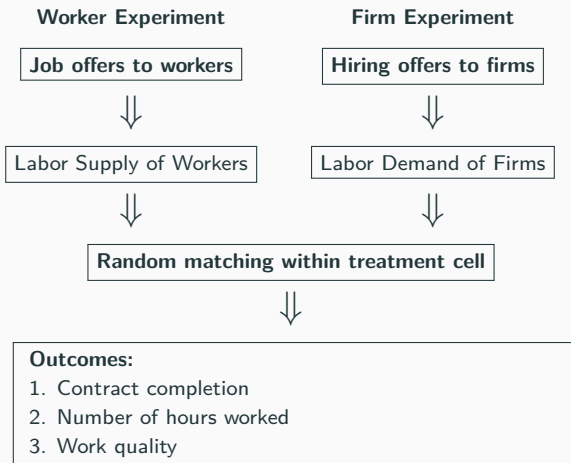 Worker Experiment
Firm Experiment
Job offers to workers
Hiring offers to firms
Labor Supply of Workers
Labor Demand of Firms
Random matching within treatment cell
Outcomes:
1. Contract completion
2. Number of hours worked
3. Work quality